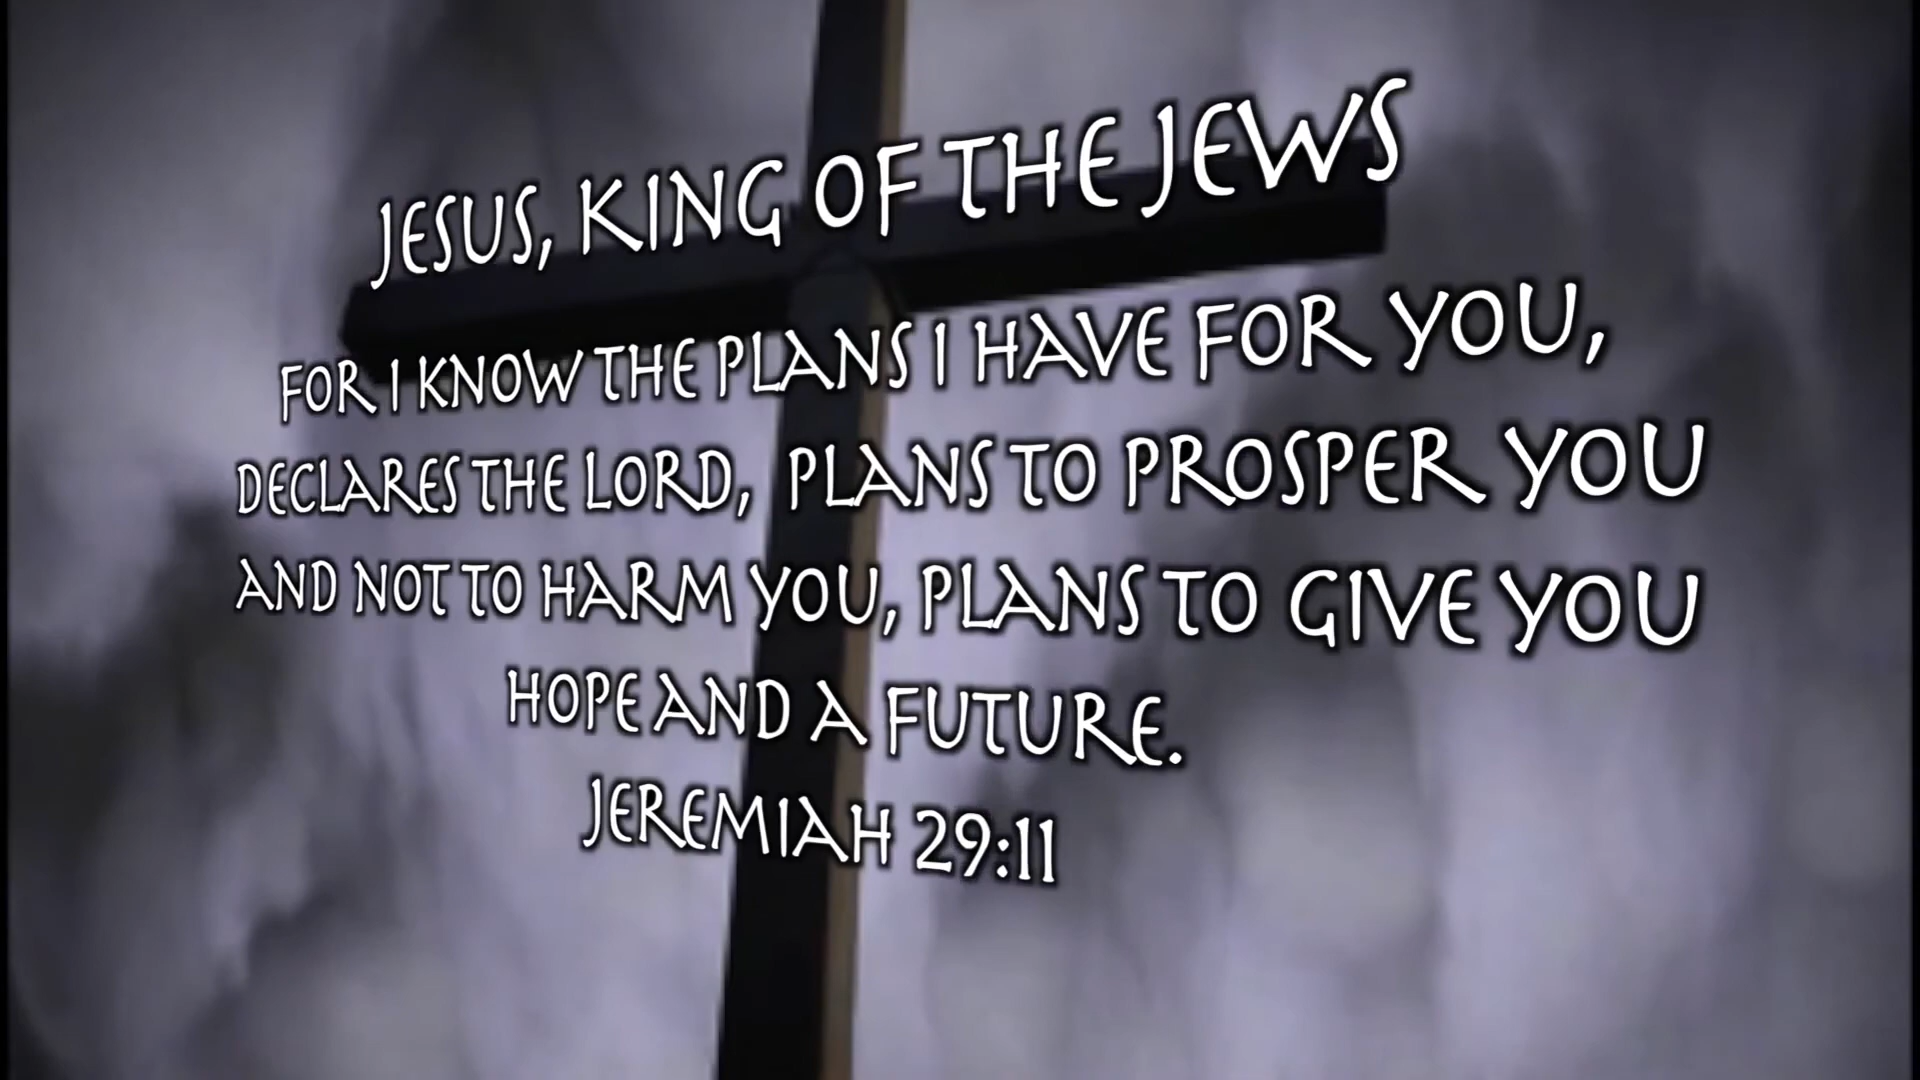 JESUS, KING OF THE JEWS
FOR I KNOW THE PLANS I HAVE FOR YOU,
DECLARES THE LORD, PLANS TO PROSPER YOU
AND NOT TO HARM YOU, PLANS TO GIVE YOU
HOPE AND A FUTURE.
JEREMIAH 29:11